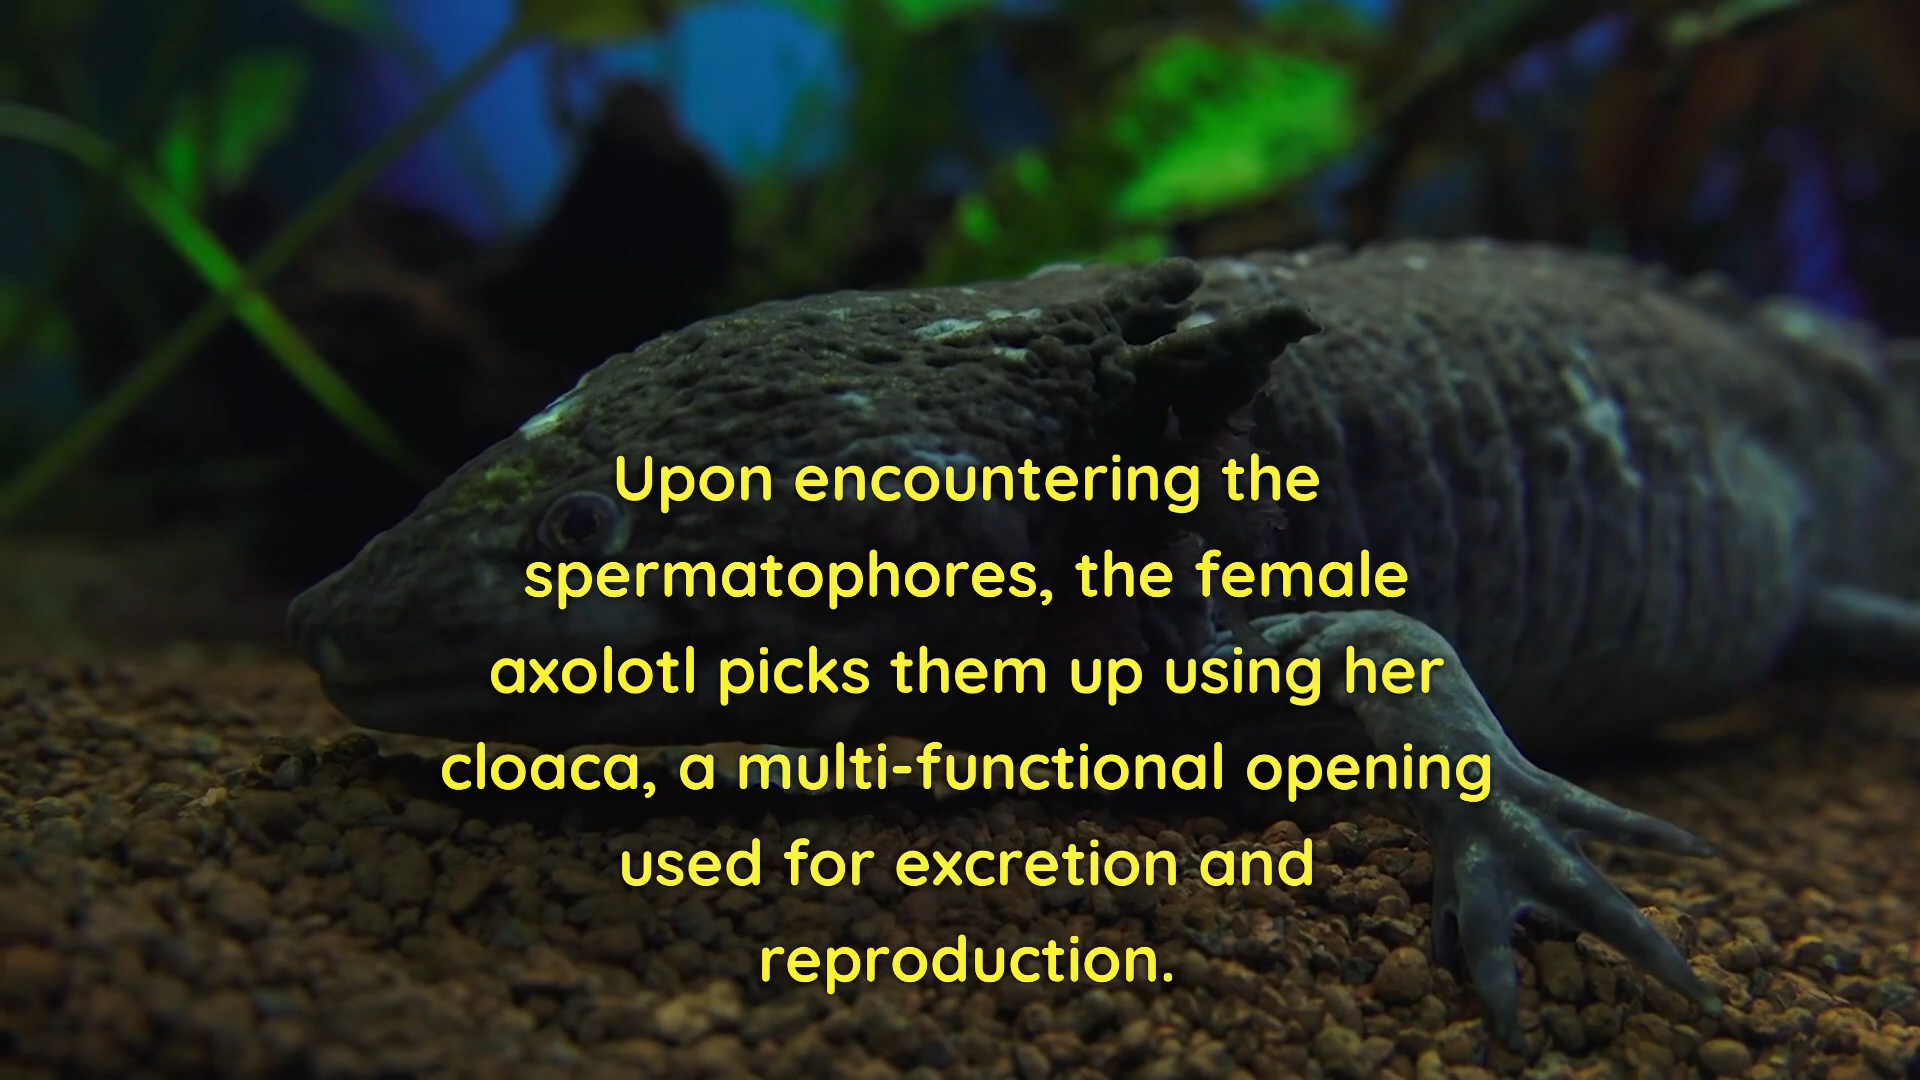 Upon encountering the
spermatophores, the female
axolotl picks them up using her
cloaca, a multi-functional opening
used for excretion and
reproduction.